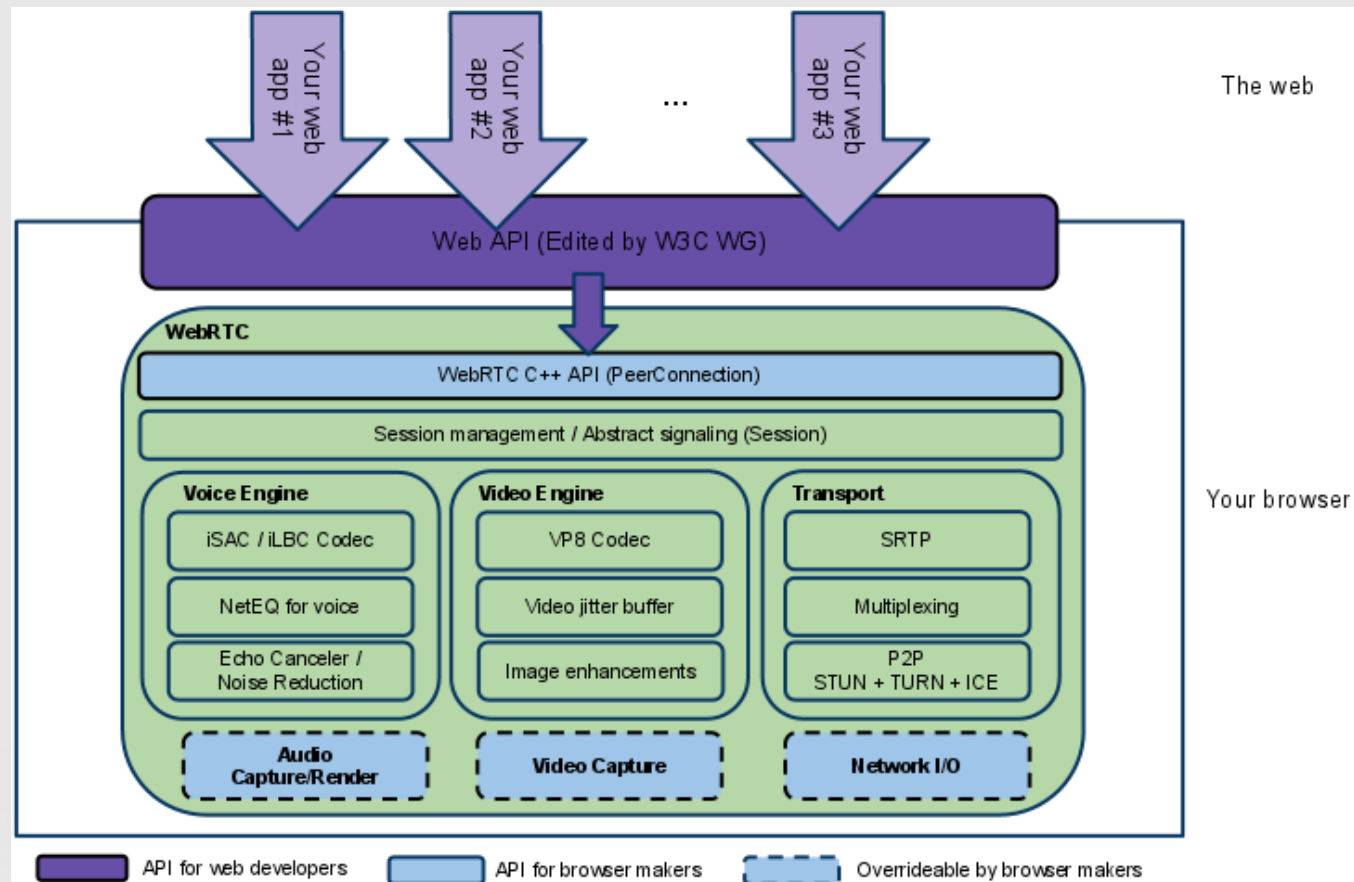 Your web
app #1
Your web
app #2
...
Your web
app #3
The web
Web API (Edited by W3C WG)
WebRTC
WebRTC C++ API (PeerConnection)
Session management / Abstract signaling (Session)
Voice Engine
iSAC / iLBC Codec
NetEQ for voice
Echo Canceler /
Noise Reduction
Video Engine
VP8 Codec
Video jitter buffer
Image enhancements
Transport
SRTP
Multiplexing
P2P
STUN + TURN + ICE
Your browser
Audio
Capture/Render
Video Capture
Network I/O
API for web developers
API for browser makers
Overrideable by browser makers